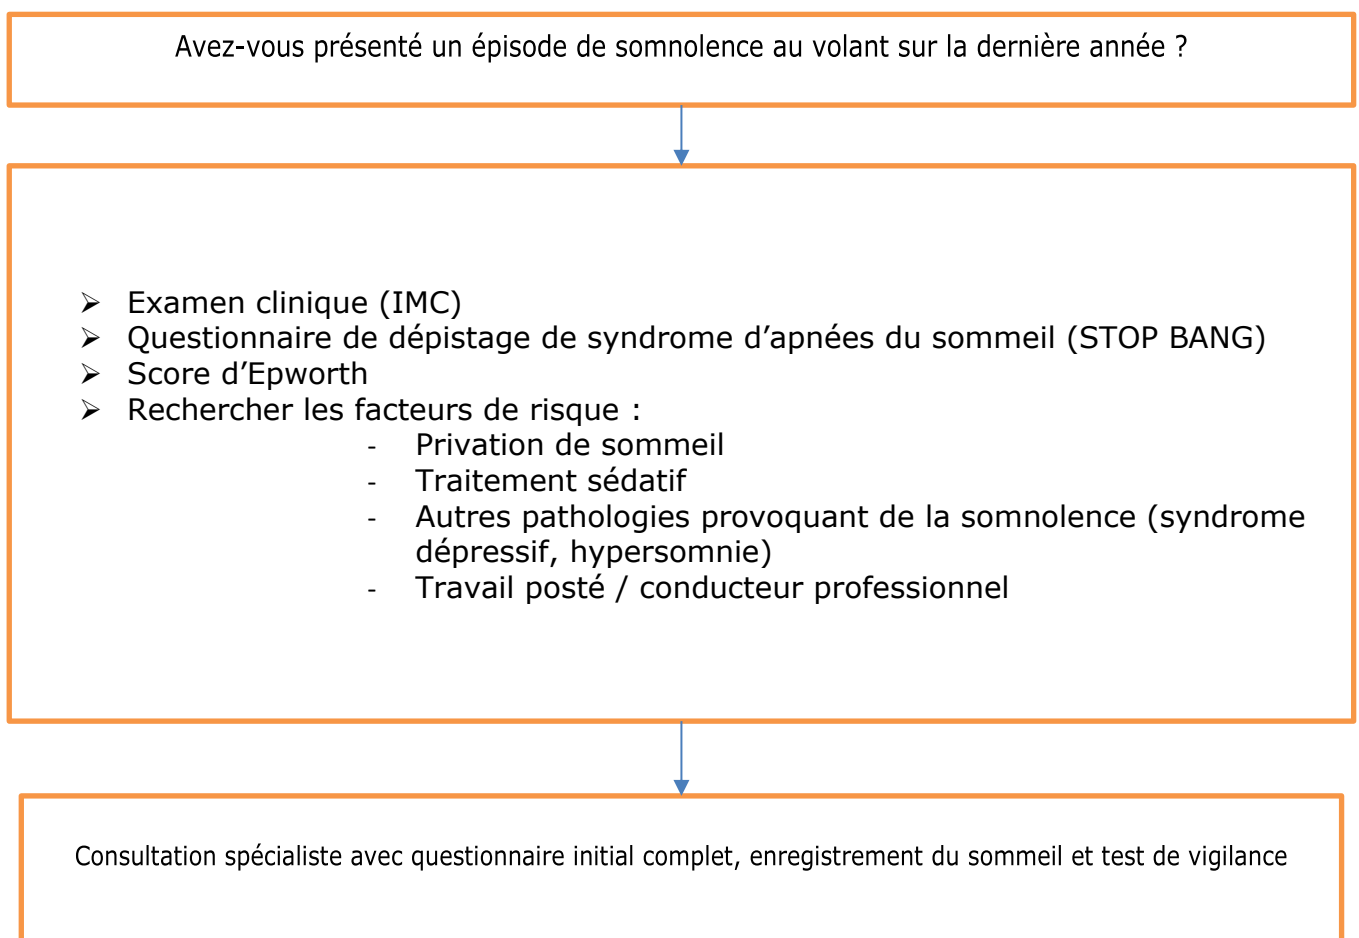 Avez-vous présenté un épisode de somnolence au volant sur la dernière année ?
➢ Examen clinique (IMC)
➢ Questionnaire de dépistage de syndrome d’apnées du sommeil (STOP BANG)
➢ Score d’Epworth
➢ Rechercher les facteurs de risque :
- Privation de sommeil
- Traitement sédatif
- Autres pathologies provoquant de la somnolence (syndrome
dépressif, hypersomnie)
- Travail posté / conducteur professionnel
Consultation spécialiste avec questionnaire initial complet, enregistrement du sommeil et test de vigilance